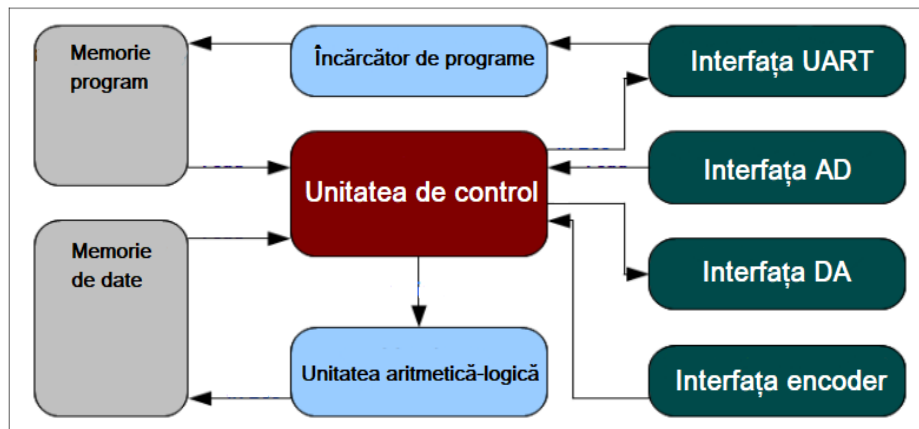 Memorie
program
Încărcător de programe
Interfața UART
Unitatea de control
Interfața AD
Memorie
de date
Interfața DA
Unitatea aritmetică-logică
Interfața encoder